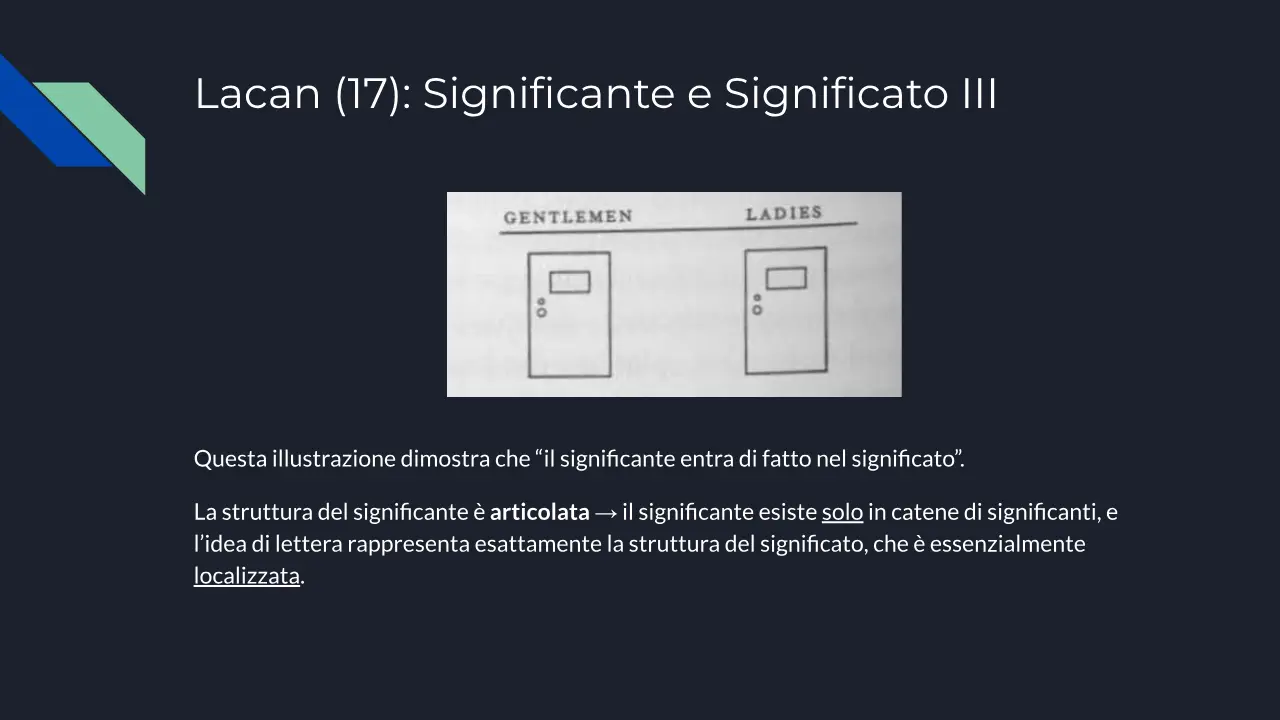 Lacan (17): Significante e Significato III
GENTLEMEN LADIES
Questa illustrazione dimostra che “il significante entra di fatto nel significato”.
La struttura del significante è articolata → il significante esiste solo in catene di significanti, e
l’idea di lettera rappresenta esattamente la struttura del significato, che è essenzialmente
localizzata.